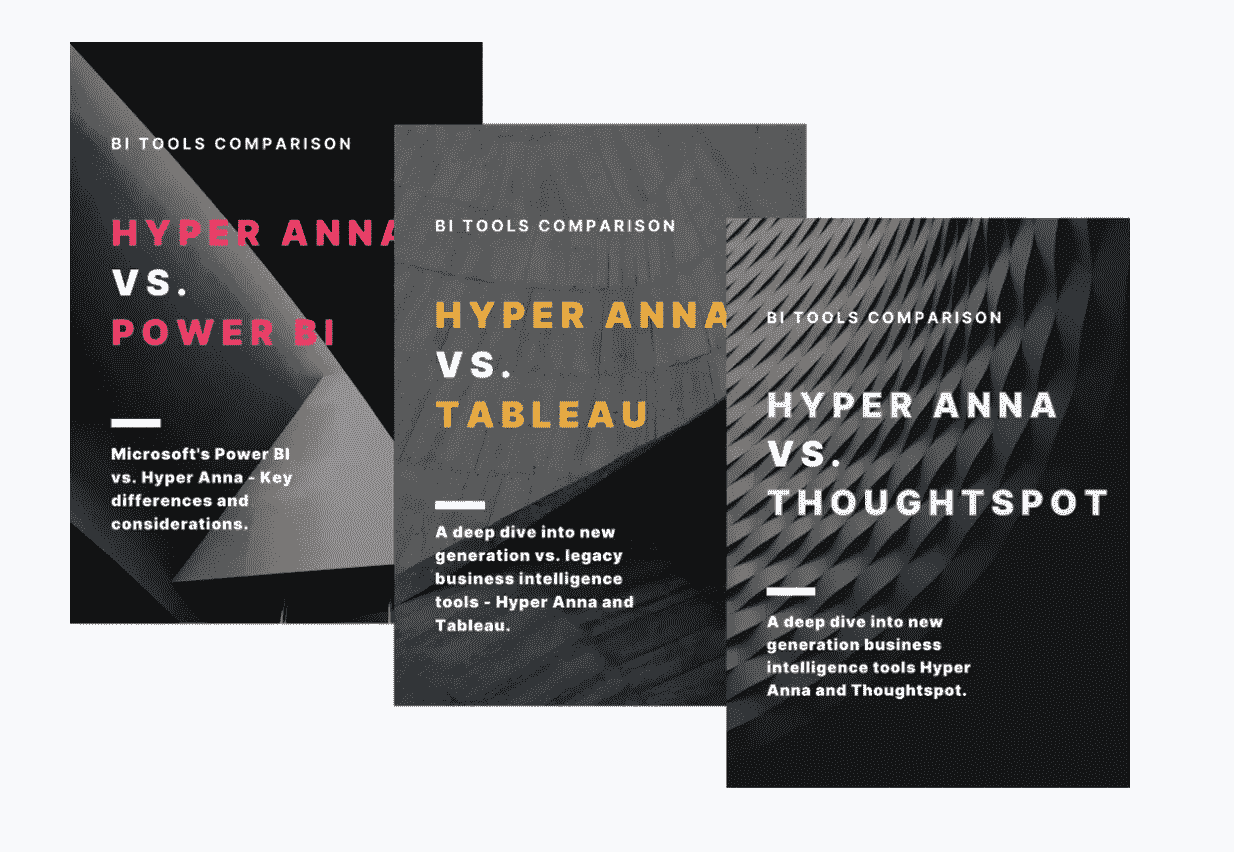 BI TOOLS COMPARISON
HYPER ANNA
VS.
POWER BI
Microsoft's Power BI
vs. Hyper Anna - Key
differences and
considerations.
BI TOOLS COMPARISON
HYPER ANNA
VS.
TABLEAU
A deep dive into new
generation vs. legacy
business intelligence
tools - Hyper Anna and
Tableau.
BI TOOLS COMPARISON
HYPER ANNA
VS.
THOUGHTSPOT
A deep dive into new
generation business
intelligence tools Hyper
Anna and Thoughtspot.